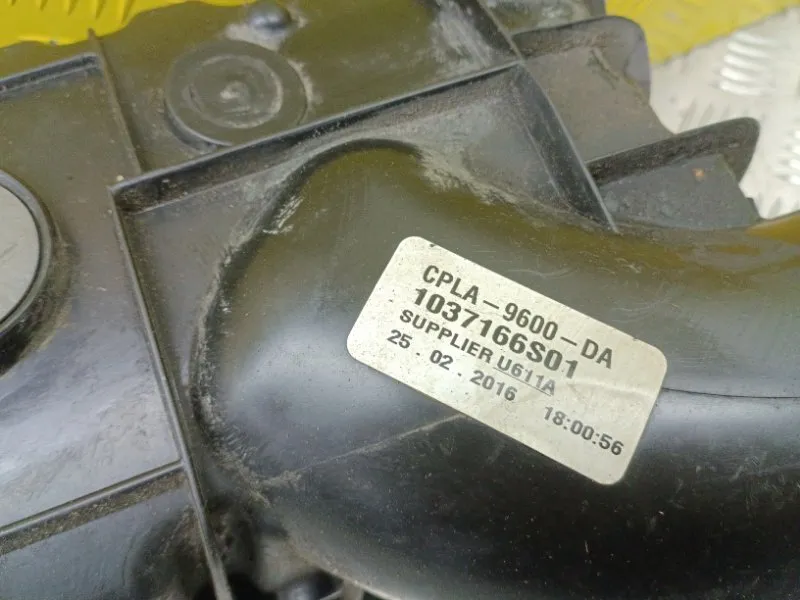 CPLA-9600-DA
1037166S01
SUPPLIER U611A
25 · 02 · 2016 18:00:56